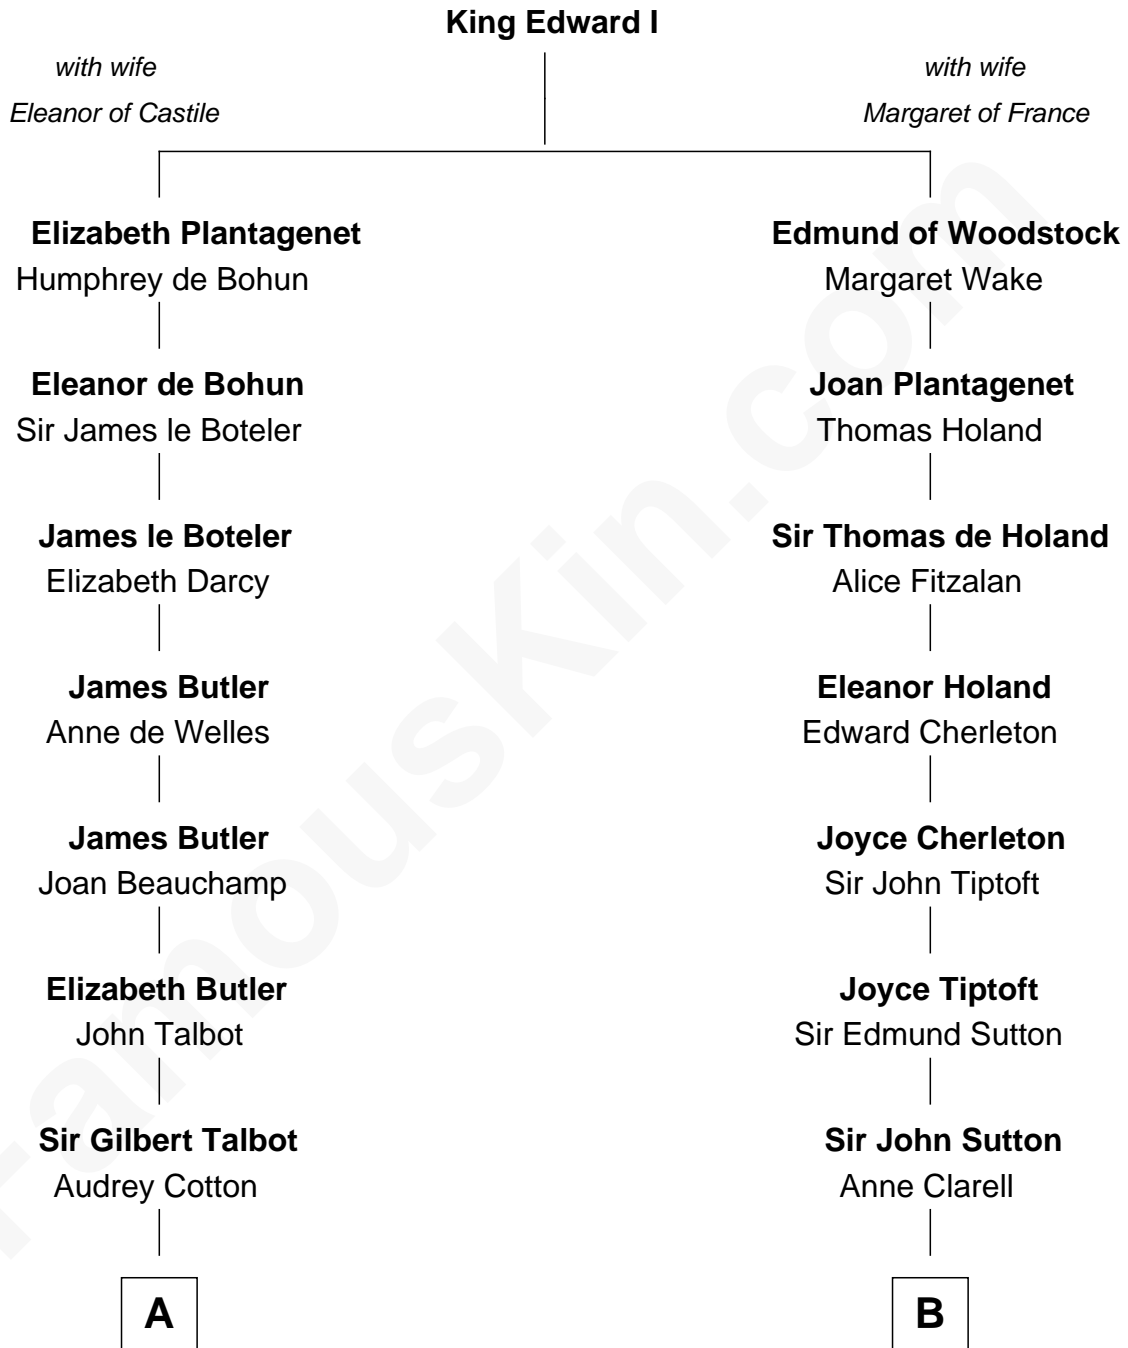 King Edward I
with wife
Eleanor of Castile
with wife
Margaret of France
Elizabeth Plantagenet
Humphrey de Bohun
Edmund of Woodstock
Margaret Wake
Eleanor de Bohun
Sir James le Boteler
Joan Plantagenet
Thomas Holand
James le Boteler
Elizabeth Darcy
Sir Thomas de Holand
Alice Fitzalan
James Butler
Anne de Welles
Eleanor Holand
Edward Cherleton
James Butler
Joan Beauchamp
Joyce Cherleton
Sir John Tiptoft
Elizabeth Butler
John Talbot
Joyce Tiptoft
Sir Edmund Sutton
Sir Gilbert Talbot
Audrey Cotton
Sir John Sutton
Anne Clarell
A
B
FamousKin.com